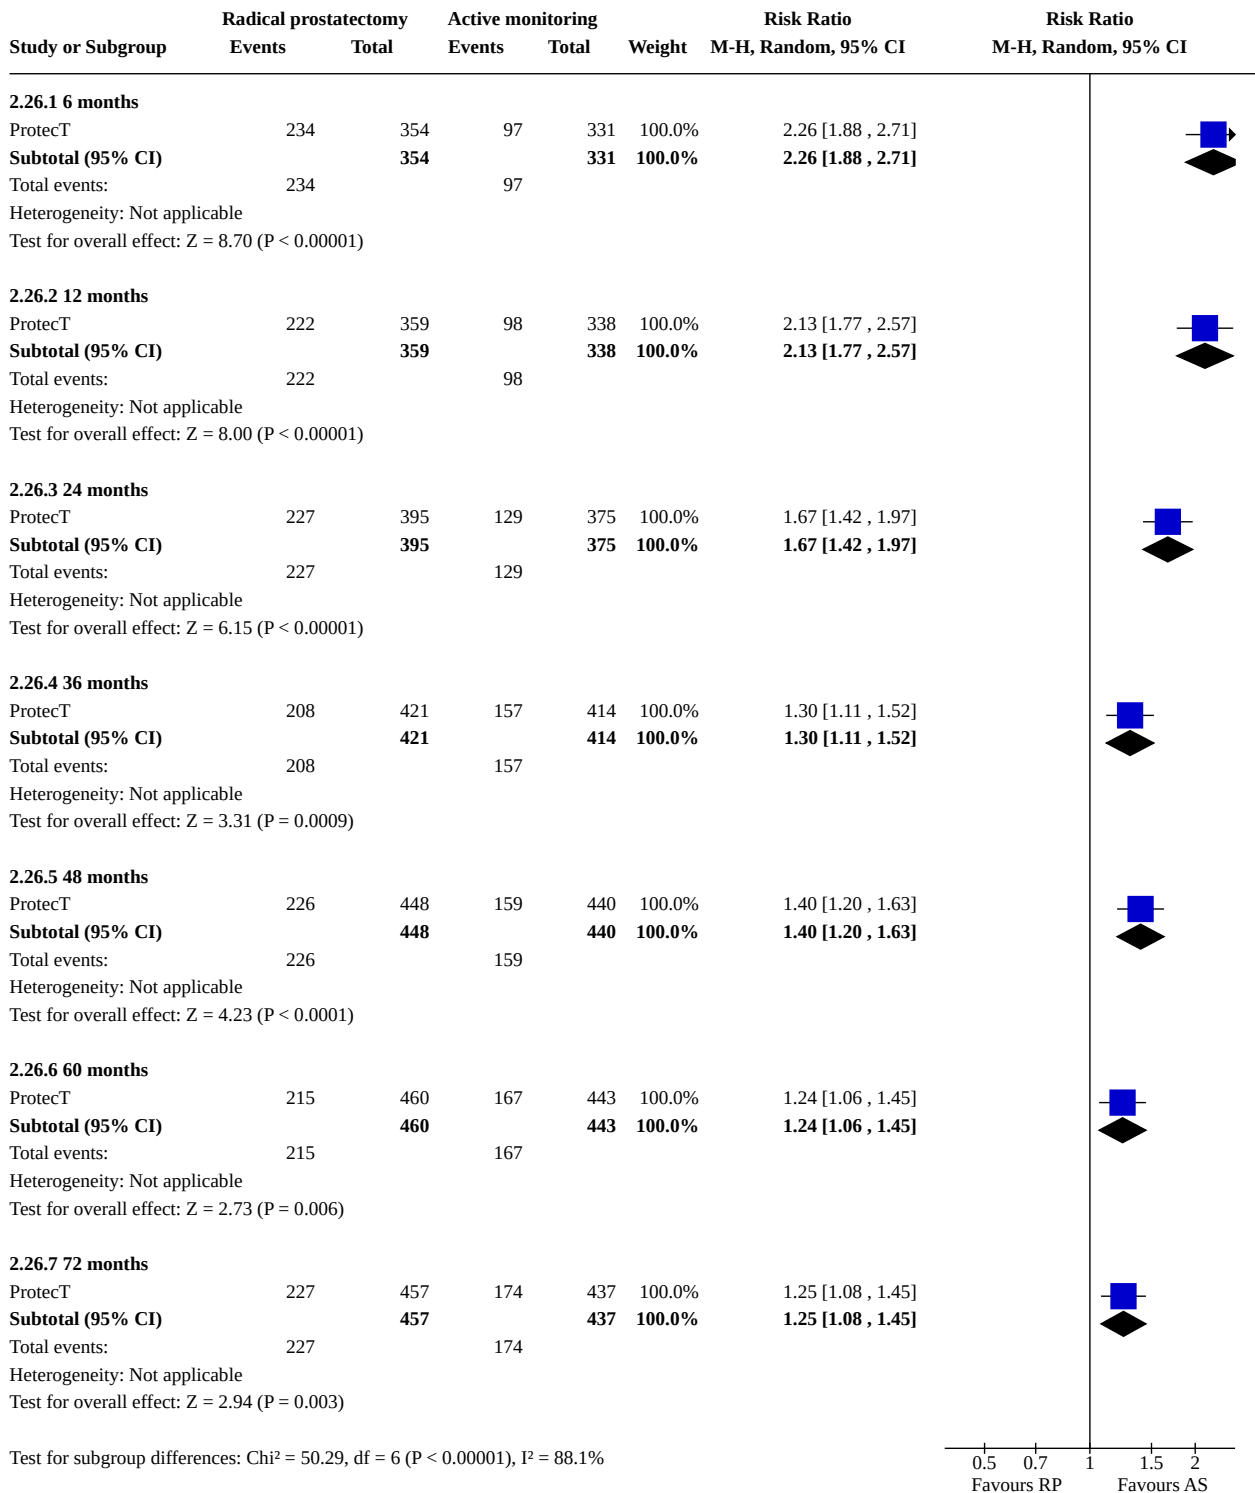 Radical prostatectomy Active monitoring Risk Ratio Risk Ratio
Study or Subgroup Events Total Events Total Weight M-H, Random, 95% CI M-H, Random, 95% CI
2.26.1 6 months
ProtecT 234 354 97 331 100.0% 2.26 [1.88 , 2.71]
Subtotal (95% CI) 354 331 100.0% 2.26 [1.88 , 2.71]
Total events: 234 97
Heterogeneity: Not applicable
Test for overall effect: Z = 8.70 (P < 0.00001)
2.26.2 12 months
ProtecT 222 359 98 338 100.0% 2.13 [1.77 , 2.57]
Subtotal (95% CI) 359 338 100.0% 2.13 [1.77 , 2.57]
Total events: 222 98
Heterogeneity: Not applicable
Test for overall effect: Z = 8.00 (P < 0.00001)
2.26.3 24 months
ProtecT 227 395 129 375 100.0% 1.67 [1.42 , 1.97]
Subtotal (95% CI) 395 375 100.0% 1.67 [1.42 , 1.97]
Total events: 227 129
Heterogeneity: Not applicable
Test for overall effect: Z = 6.15 (P < 0.00001)
2.26.4 36 months
ProtecT 208 421 157 414 100.0% 1.30 [1.11 , 1.52]
Subtotal (95% CI) 421 414 100.0% 1.30 [1.11 , 1.52]
Total events: 208 157
Heterogeneity: Not applicable
Test for overall effect: Z = 3.31 (P = 0.0009)
2.26.5 48 months
ProtecT 226 448 159 440 100.0% 1.40 [1.20 , 1.63]
Subtotal (95% CI) 448 440 100.0% 1.40 [1.20 , 1.63]
Total events: 226 159
Heterogeneity: Not applicable
Test for overall effect: Z = 4.23 (P < 0.0001)
2.26.6 60 months
ProtecT 215 460 167 443 100.0% 1.24 [1.06 , 1.45]
Subtotal (95% CI) 460 443 100.0% 1.24 [1.06 , 1.45]
Total events: 215 167
Heterogeneity: Not applicable
Test for overall effect: Z = 2.73 (P = 0.006)
2.26.7 72 months
ProtecT 227 457 174 437 100.0% 1.25 [1.08 , 1.45]
Subtotal (95% CI) 457 437 100.0% 1.25 [1.08 , 1.45]
Total events: 227 174
Heterogeneity: Not applicable
Test for overall effect: Z = 2.94 (P = 0.003)
Test for subgroup differences: Chi² = 50.29, df = 6 (P < 0.00001), I² = 88.1%
0.5 0.7 1 1.5 2
Favours RP Favours AS